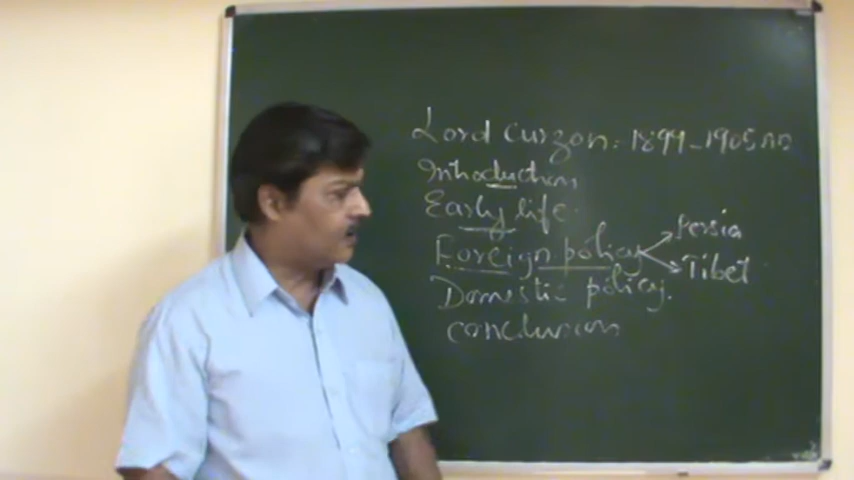 Lord Curzon: 1899-1905 AD
Introduction
Early life.
Foreign policy
Persia
Tibet
Domestic policy.
conclusion